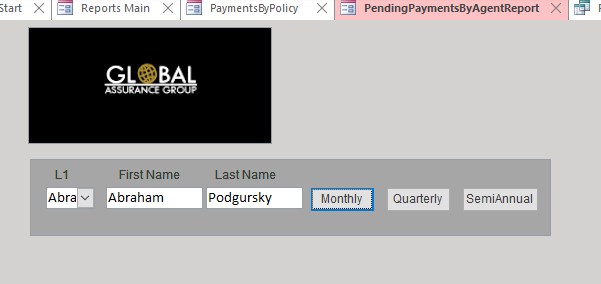 Start Reports Main PaymentsByPolicy PendingPaymentsByAgentReport
GLOBAL
ASSURANCE GROUP
L1 First Name Last Name
Abra Abraham Podgursky Monthly Quarterly SemiAnnual